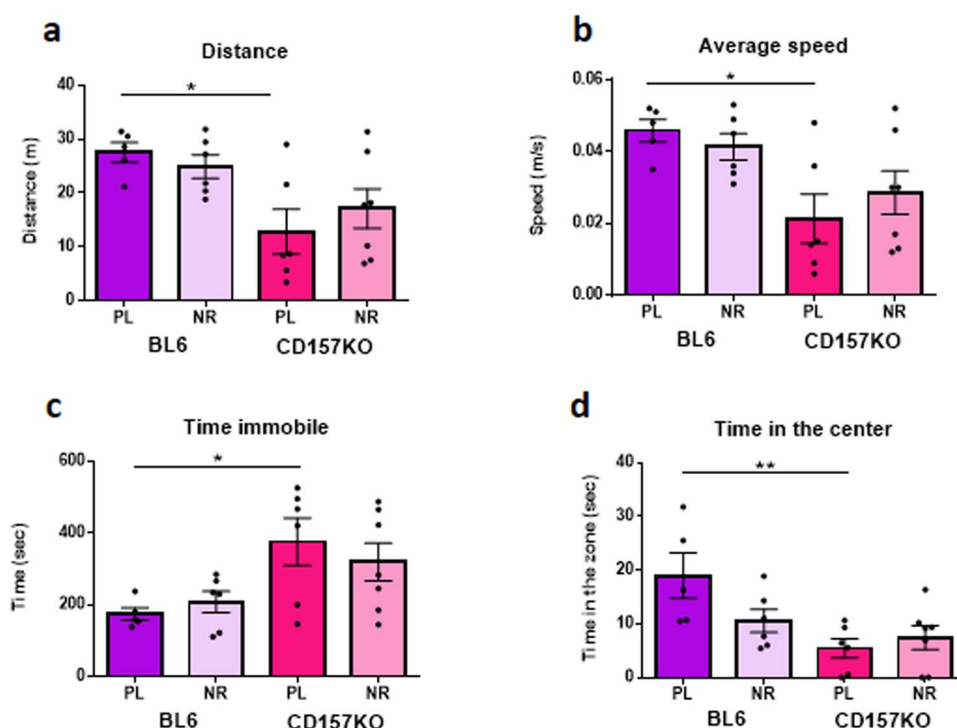 a
Distance
Distance (m)
40
30
20
10
0
*
PL NR PL NR
BL6 CD157KO
b
Average speed
Speed (m/s)
0.06
0.04
0.02
0.00
*
PL NR PL NR
BL6 CD157KO
c
Time immobile
Time (sec)
600
400
200
0
*
PL NR PL NR
BL6 CD157KO
d
Time in the center
Time in the zone (sec)
40
30
20
10
0
**
PL NR PL NR
BL6 CD157KO